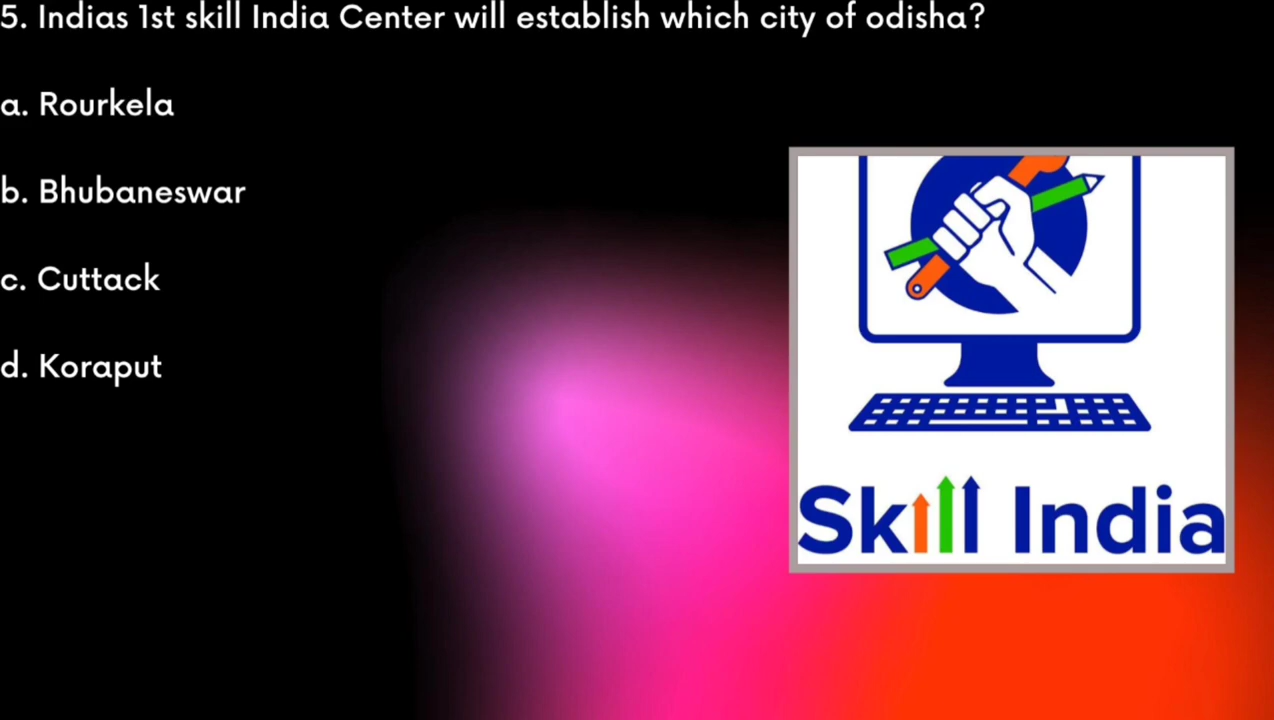 5. Indias 1st skill India Center will establish which city of odisha?
a. Rourkela
b. Bhubaneswar
c. Cuttack
d. Koraput
Skill India